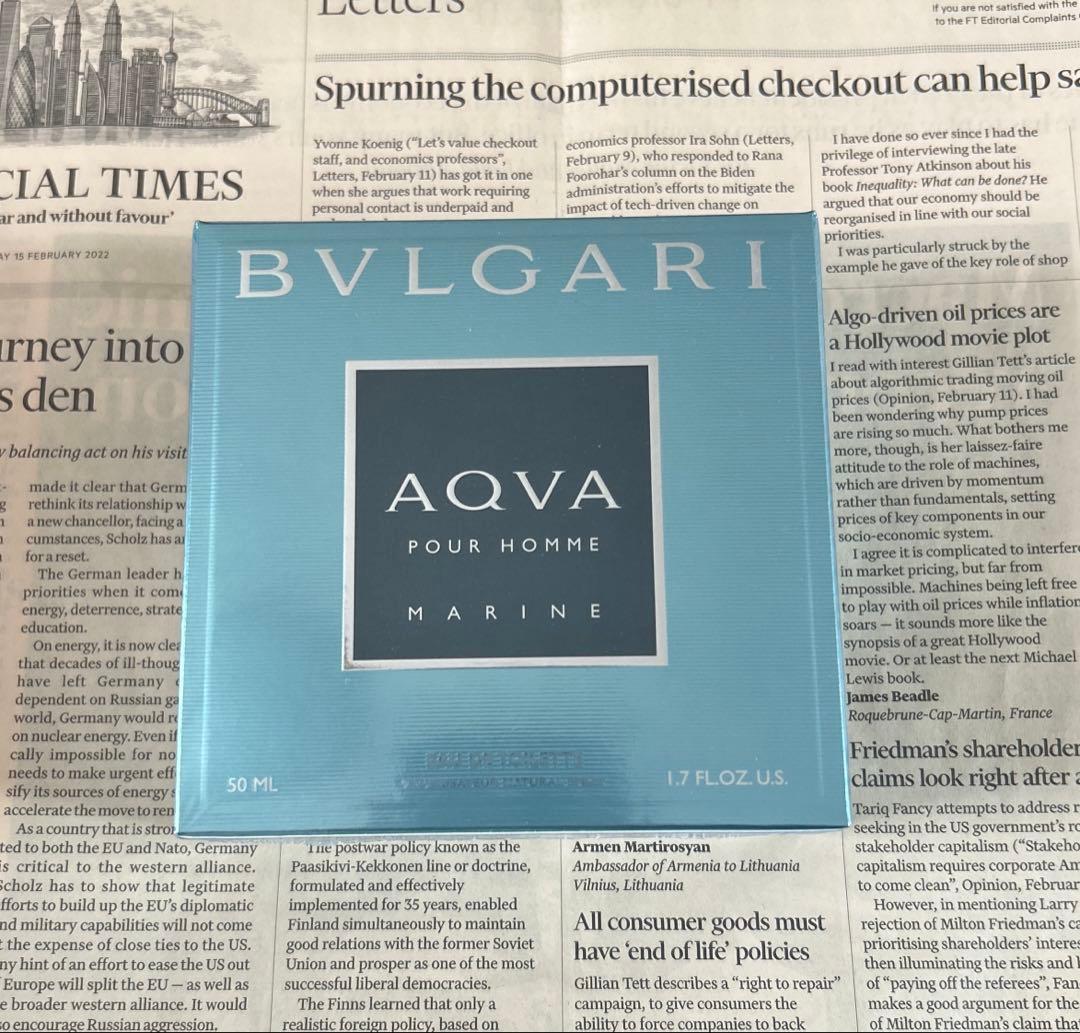 Letters
If you are not satisfied with the
to the FT Editorial Complaints
CIAL TIMES
ar and without favour’
AY 15 FEBRUARY 2022
urney into
s den
balancing act on his visit
made it clear that Germ
rethink its relationship w
a new chancellor, facing a
cumstances, Scholz has a
for a reset.
The German leader h
priorities when it com
energy, deterrence, strate
education.
On energy, it is now clea
that decades of ill-thoug
have left Germany
dependent on Russian ga
world, Germany would r
on nuclear energy. Even if
cally impossible for no
needs to make urgent eff
sify its sources of energy
accelerate the move to ren
As a country that is stron
ted to both the EU and Nato, Germany
is critical to the western alliance.
Scholz has to show that legitimate
fforts to build up the EU’s diplomatic
nd military capabilities will not come
t the expense of close ties to the US.
ny hint of an effort to ease the US out
Europe will split the EU — as well as
e broader western alliance. It would
so encourage Russian aggression.
Spurning the computerised checkout can help sa
Yvonne Koenig (“Let’s value checkout
staff, and economics professors”,
Letters, February 11) has got it in one
when she argues that work requiring
personal contact is underpaid and
economics professor Ira Sohn (Letters,
February 9), who responded to Rana
Foorohar’s column on the Biden
administration’s efforts to mitigate the
impact of tech-driven change on
I have done so ever since I had the
privilege of interviewing the late
Professor Tony Atkinson about his
book Inequality: What can be done? He
argued that our economy should be
reorganised in line with our social
priorities.
I was particularly struck by the
example he gave of the key role of shop
BVLGARI
AQVA
POUR HOMME
MARINE
EAU DE TOILETTE
50 ML
1.7 FL.OZ. U.S.
Algo-driven oil prices are
a Hollywood movie plot
I read with interest Gillian Tett’s article
about algorithmic trading moving oil
prices (Opinion, February 11). I had
been wondering why pump prices
are rising so much. What bothers me
more, though, is her laissez-faire
attitude to the role of machines,
which are driven by momentum
rather than fundamentals, setting
prices of key components in our
socio-economic system.
I agree it is complicated to interfere
in market pricing, but far from
impossible. Machines being left free
to play with oil prices while inflation
soars — it sounds more like the
synopsis of a great Hollywood
movie. Or at least the next Michael
Lewis book.
James Beadle
Roquebrune-Cap-Martin, France
The postwar policy known as the
Paasikivi-Kekkonen line or doctrine,
formulated and effectively
implemented for 35 years, enabled
Finland simultaneously to maintain
good relations with the former Soviet
Union and prosper as one of the most
successful liberal democracies.
The Finns learned that only a
realistic foreign policy, based on
Armen Martirosyan
Ambassador of Armenia to Lithuania
Vilnius, Lithuania
All consumer goods must
have ‘end of life’ policies
Gillian Tett describes a “right to repair”
campaign, to give consumers the
ability to force companies to back
Friedman’s shareholder
claims look right after a
Tariq Fancy attempts to address r
seeking in the US government’s ro
stakeholder capitalism (“Stakeho
capitalism requires corporate Am
to come clean”, Opinion, Februar
However, in mentioning Larry
rejection of Milton Friedman’s ca
prioritising shareholders’ interes
then illuminating the risks and
of “paying off the referees”, Fan
makes a good argument for the
of Milton Friedman’s claim tha